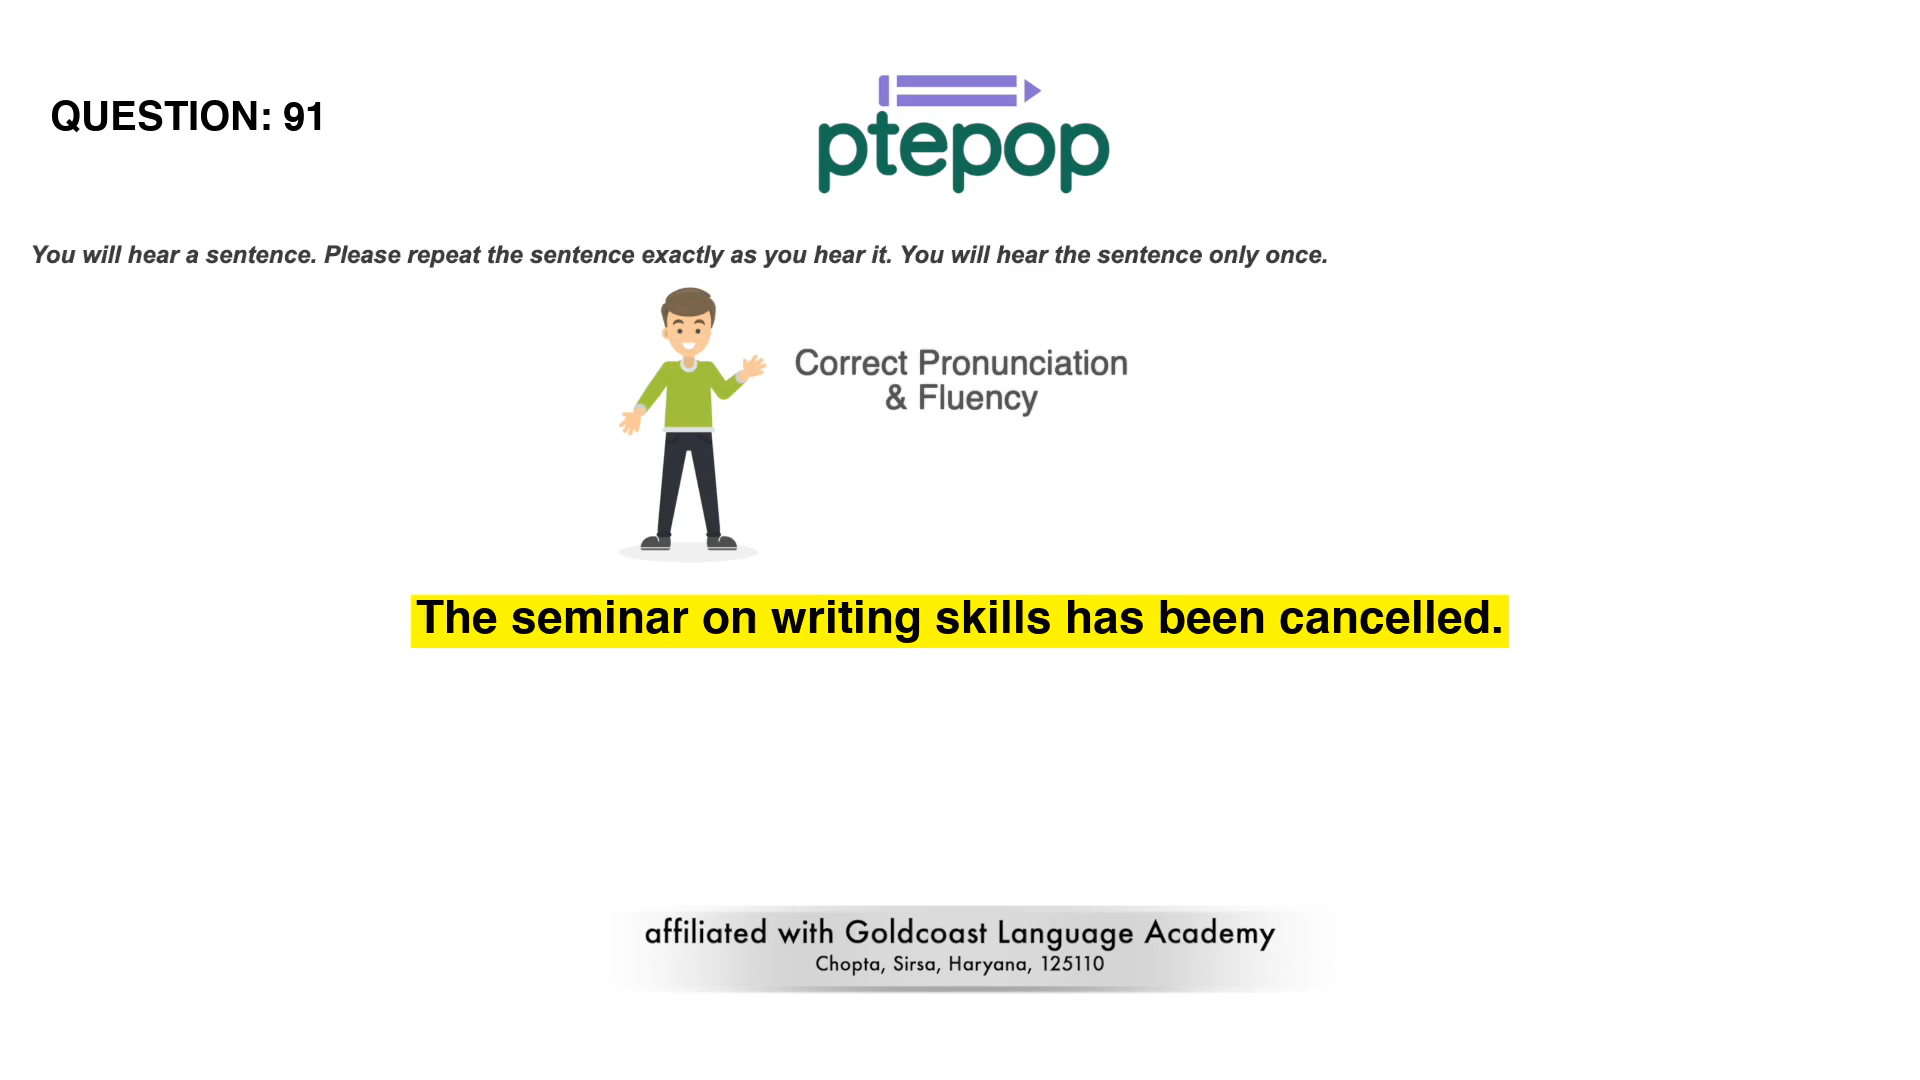 QUESTION: 91
ptepop
You will hear a sentence. Please repeat the sentence exactly as you hear it. You will hear the sentence only once.
Correct Pronunciation
& Fluency
The seminar on writing skills has been cancelled.
affiliated with Goldcoast Language Academy
Chopta, Sirsa, Haryana, 125110